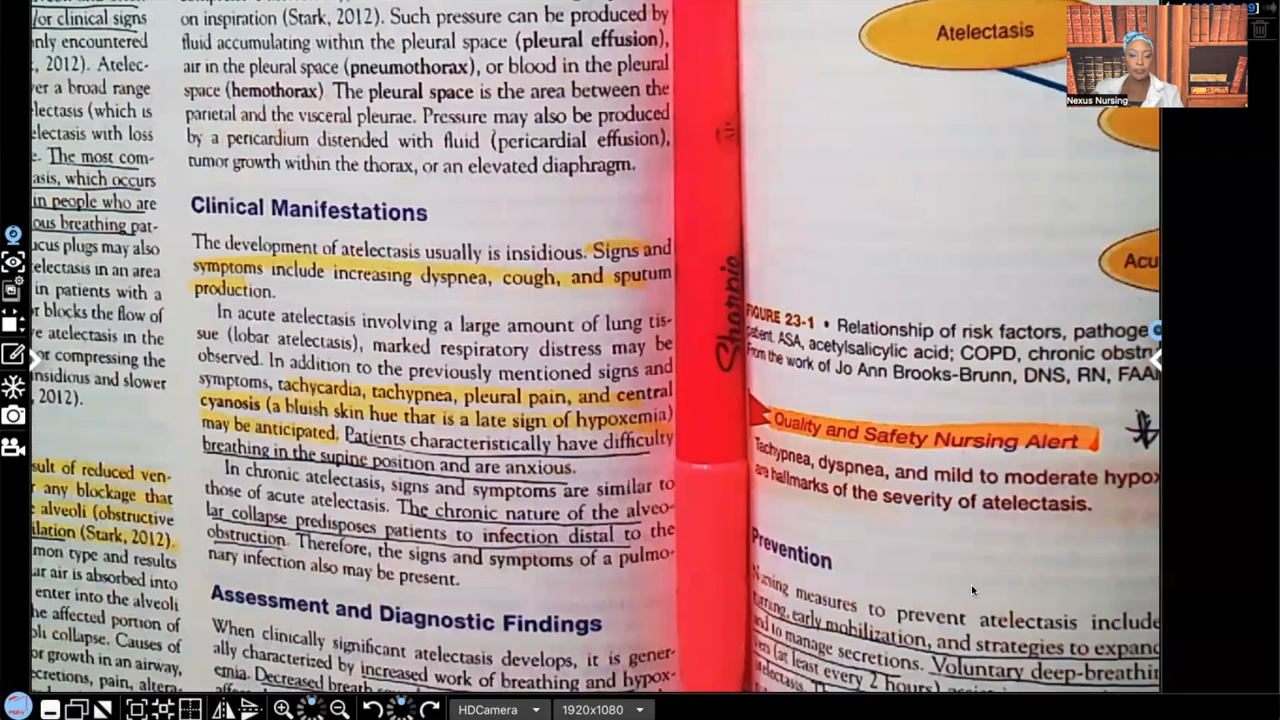 /or clinical signs
only encountered
, 2012). Atelec-
er a broad range
electasis (which is
electasis with loss
e. The most com-
asis, which occurs
in people who are
ous breathing pat-
ucus plugs may also
electasis in an area
in patients with a
r blocks the flow of
e atelectasis in the
or compressing the
insidious and slower
, 2012).
sult of reduced ven-
r any blockage that
e alveoli (obstructive
ilation (Stark, 2012).
mon type and results
ar air is absorbed into
enter into the alveoli
he affected portion of
oli collapse. Causes of
or growth in an airway,
ecretions, pain, altera-
on inspiration (Stark, 2012). Such pressure can be produced by
fluid accumulating within the pleural space (pleural effusion),
air in the pleural space (pneumothorax), or blood in the pleural
space (hemothorax) The pleural space is the area between the
parietal and the visceral pleurae. Pressure may also be produced
by a pericardium distended with fluid (pericardial effusion),
tumor growth within the thorax, or an elevated diaphragm.
Clinical Manifestations
The development of atelectasis usually is insidious. Signs and
symptoms include increasing dyspnea, cough, and sputum
production.
In acute atelectasis involving a large amount of lung tis-
sue (lobar atelectasis), marked respiratory distress may be
observed. In addition to the previously mentioned signs and
symptoms, tachycardia, tachypnea, pleural pain, and central
cyanosis (a bluish skin hue that is a late sign of hypoxemia)
may be anticipated. Patients characteristically have difficulty
breathing in the supine position and are anxious.
In chronic atelectasis, signs and symptoms are similar to
those of acute atelectasis. The chronic nature of the alveo-
lar collapse predisposes patients to infection distal to the
obstruction. Therefore, the signs and symptoms of a pulmo-
nary infection also may be present.
Assessment and Diagnostic Findings
When clinically significant atelectasis develops, it is gener-
ally characterized by increased work of breathing and hypox-
emia. Decreased breath
Sharpie
Atelectasis
Acu
FIGURE 23-1 • Relationship of risk factors, pathoge
patient. ASA, acetylsalicylic acid; COPD, chronic obstr
From the work of Jo Ann Brooks-Brunn, DNS, RN, FAA
Quality and Safety Nursing Alert
Tachypnea, dyspnea, and mild to moderate hypox
are hallmarks of the severity of atelectasis.
Prevention
Nursing measures to prevent atelectasis include
turning, early mobilization, and strategies to expand
and to manage secretions. Voluntary deep-breathin
(at least every 2 hours)
Nexus Nursing
HDCamera
1920x1080